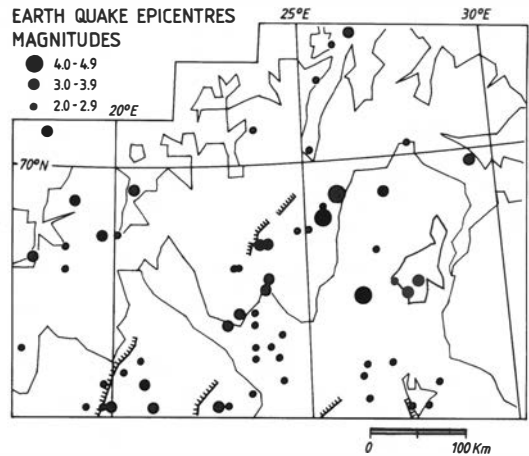 EARTH QUAKE EPICENTRES
MAGNITUDES
4.0-4.9
3.0-3.9
2.0-2.9
25°E
30°E
20°E
70°N
0 100 Km